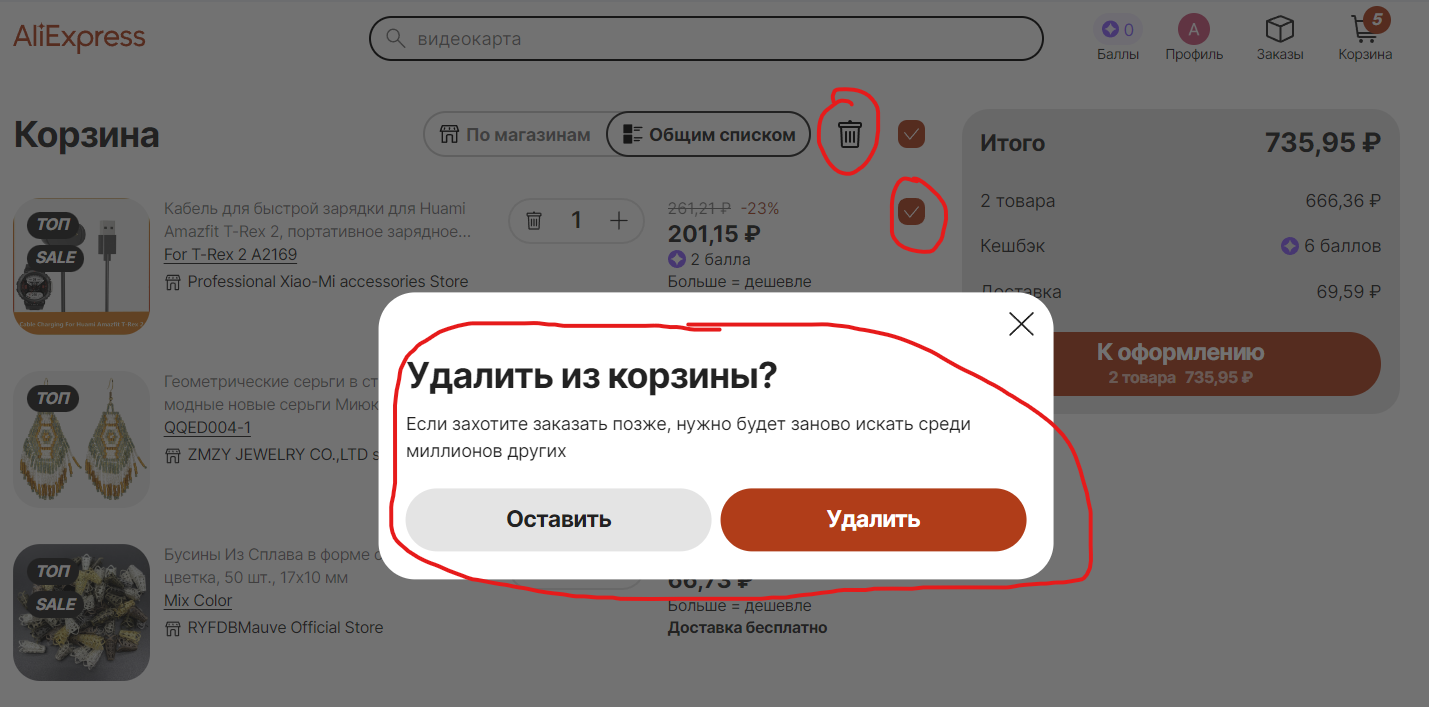 AliExpress
видеокарта
0
Баллы
А
Профиль
Заказы
5
Корзина
Корзина
По магазинам
Общим списком
Итого
735,95 ₽
2 товара
666,36 ₽
Кешбэк
6 баллов
Доставка
69,59 ₽
К оформлению
2 товара 735,95 ₽
ТОП
SALE
Cable Charging For Huami Amazfit T-Rex 2
Кабель для быстрой зарядки для Huami
Amazfit T-Rex 2, портативное зарядное...
For T-Rex 2 A2169
Professional Xiao-Mi accessories Store
1
261,21 ₽ -23%
201,15 ₽
2 балла
Больше = дешевле
Удалить из корзины?
Если захотите заказать позже, нужно будет заново искать среди
миллионов других
Оставить
Удалить
ТОП
Геометрические серьги в ст
модные новые серьги Миюк
QQED004-1
ZMZY JEWELRY CO.,LTD s
ТОП
SALE
Бусины Из Сплава в форме
цветка, 50 шт., 17x10 мм
Mix Color
RYFDBMauve Official Store
66,73 ₽
Больше = дешевле
Доставка бесплатно